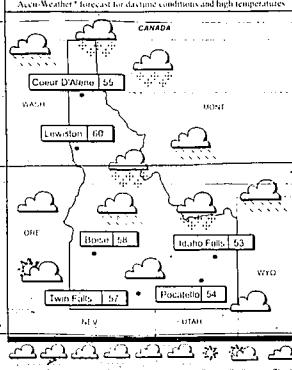 Accu-Weather® forecast for daytime conditions and high temperatures
CANADA
Coeur D'Alene 55
WASH
MONT
Lewiston 60
ORE
Boise 58
Idaho Falls 53
WYO
Twin Falls 57
Pocatello 54
NEV
UTAH